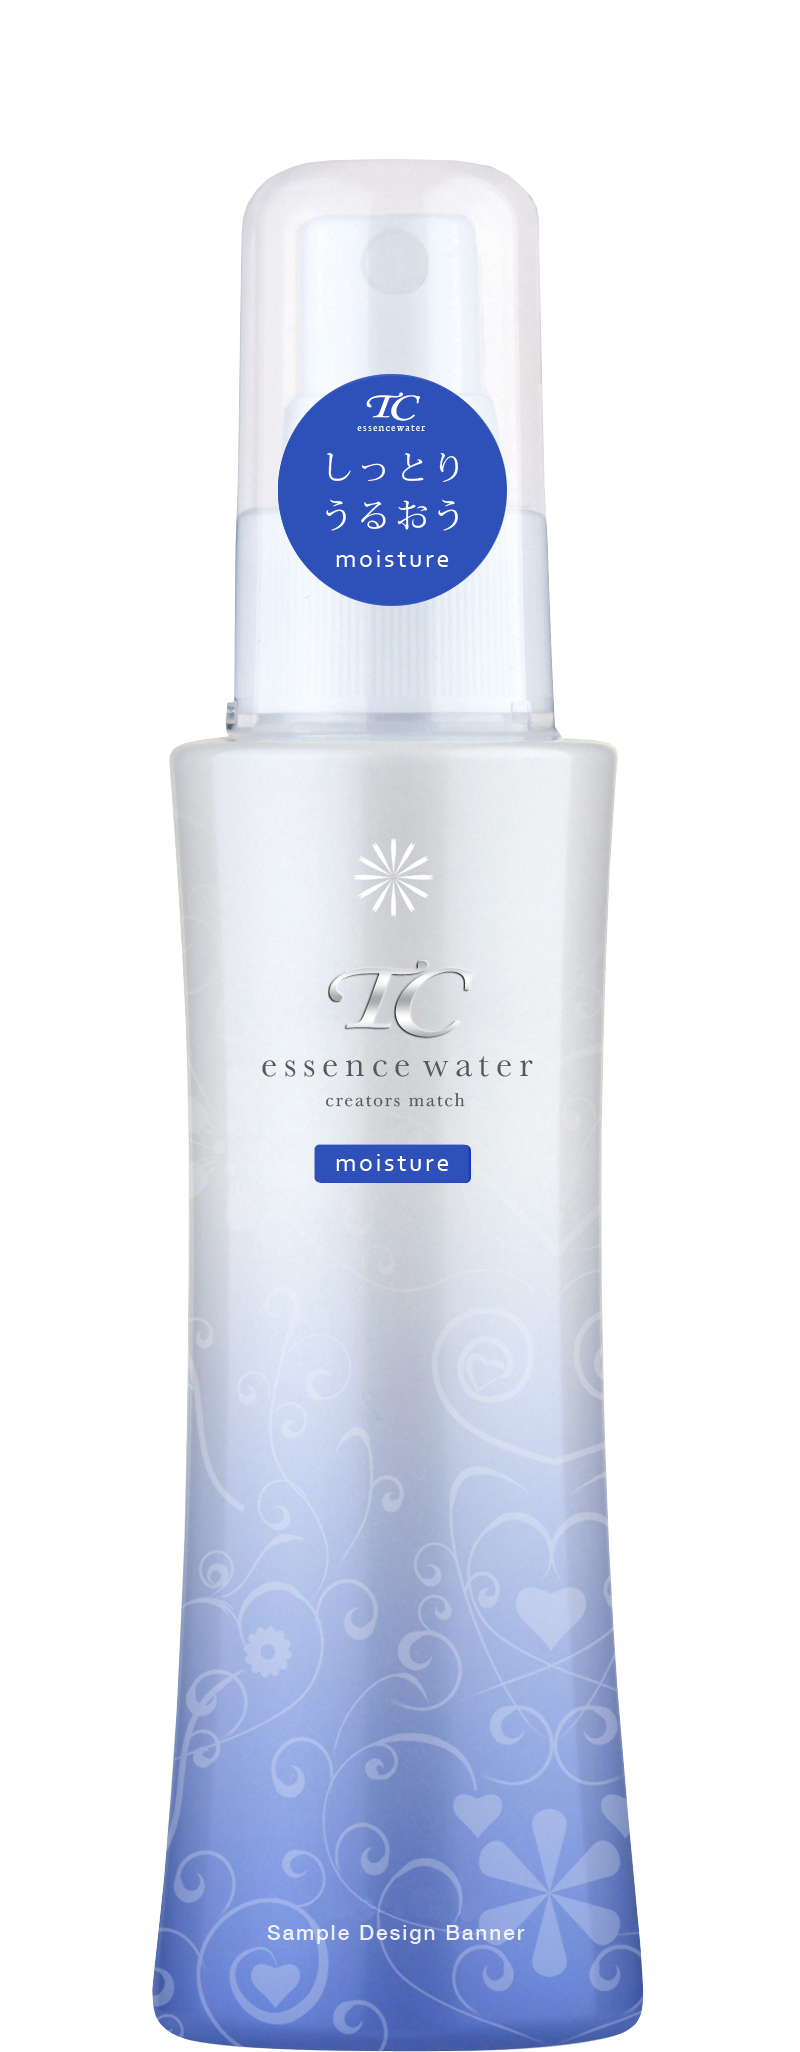 TC
essencewater
しっとり
うるおう
moisture
TC
essence water
creators match
moisture
Sample Design Banner